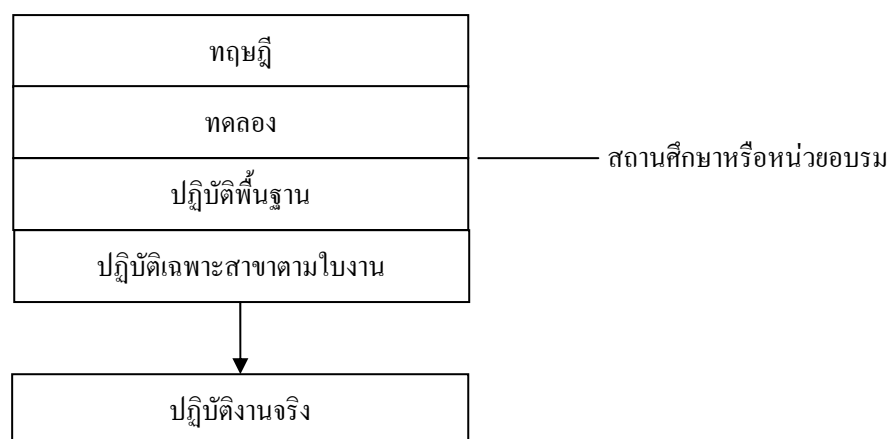 ทฤษฎี
ทดลอง
สถานศึกษาหรือหน่วยอบรม
ปฏิบัติพื้นฐาน
ปฏิบัติเฉพาะสาขาตามใบงาน
ปฏิบัติงานจริง